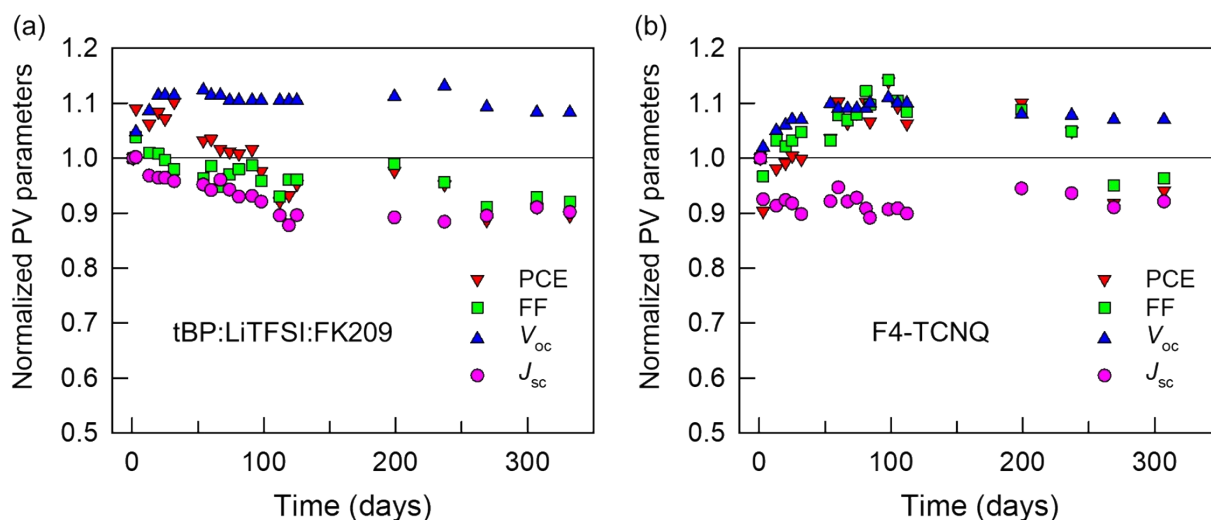 (a)
Normalized PV parameters
1.2
1.1
1.0
0.9
0.8
0.7
0.6
0.5
PCE
FF
Voc
Jsc
tBP:LiTFSI:FK209
0 100 200 300
Time (days)
(b)
Normalized PV parameters
1.2
1.1
1.0
0.9
0.8
0.7
0.6
0.5
PCE
FF
Voc
Jsc
F4-TCNQ
0 100 200 300
Time (days)